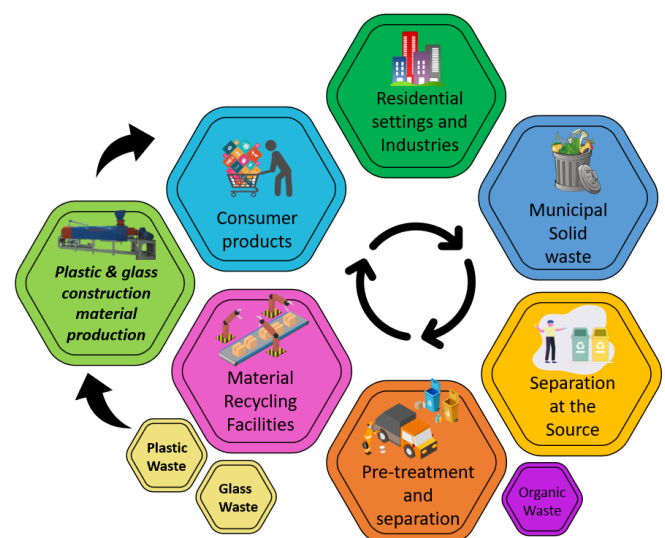 Residential
settings and
Industries
Municipal
Solid
waste
Separation
at the
Source
Organic
Waste
Pre-treatment
and
separation
Material
Recycling
Facilities
Glass
Waste
Plastic
Waste
Plastic & glass
construction
material
production
Consumer
products